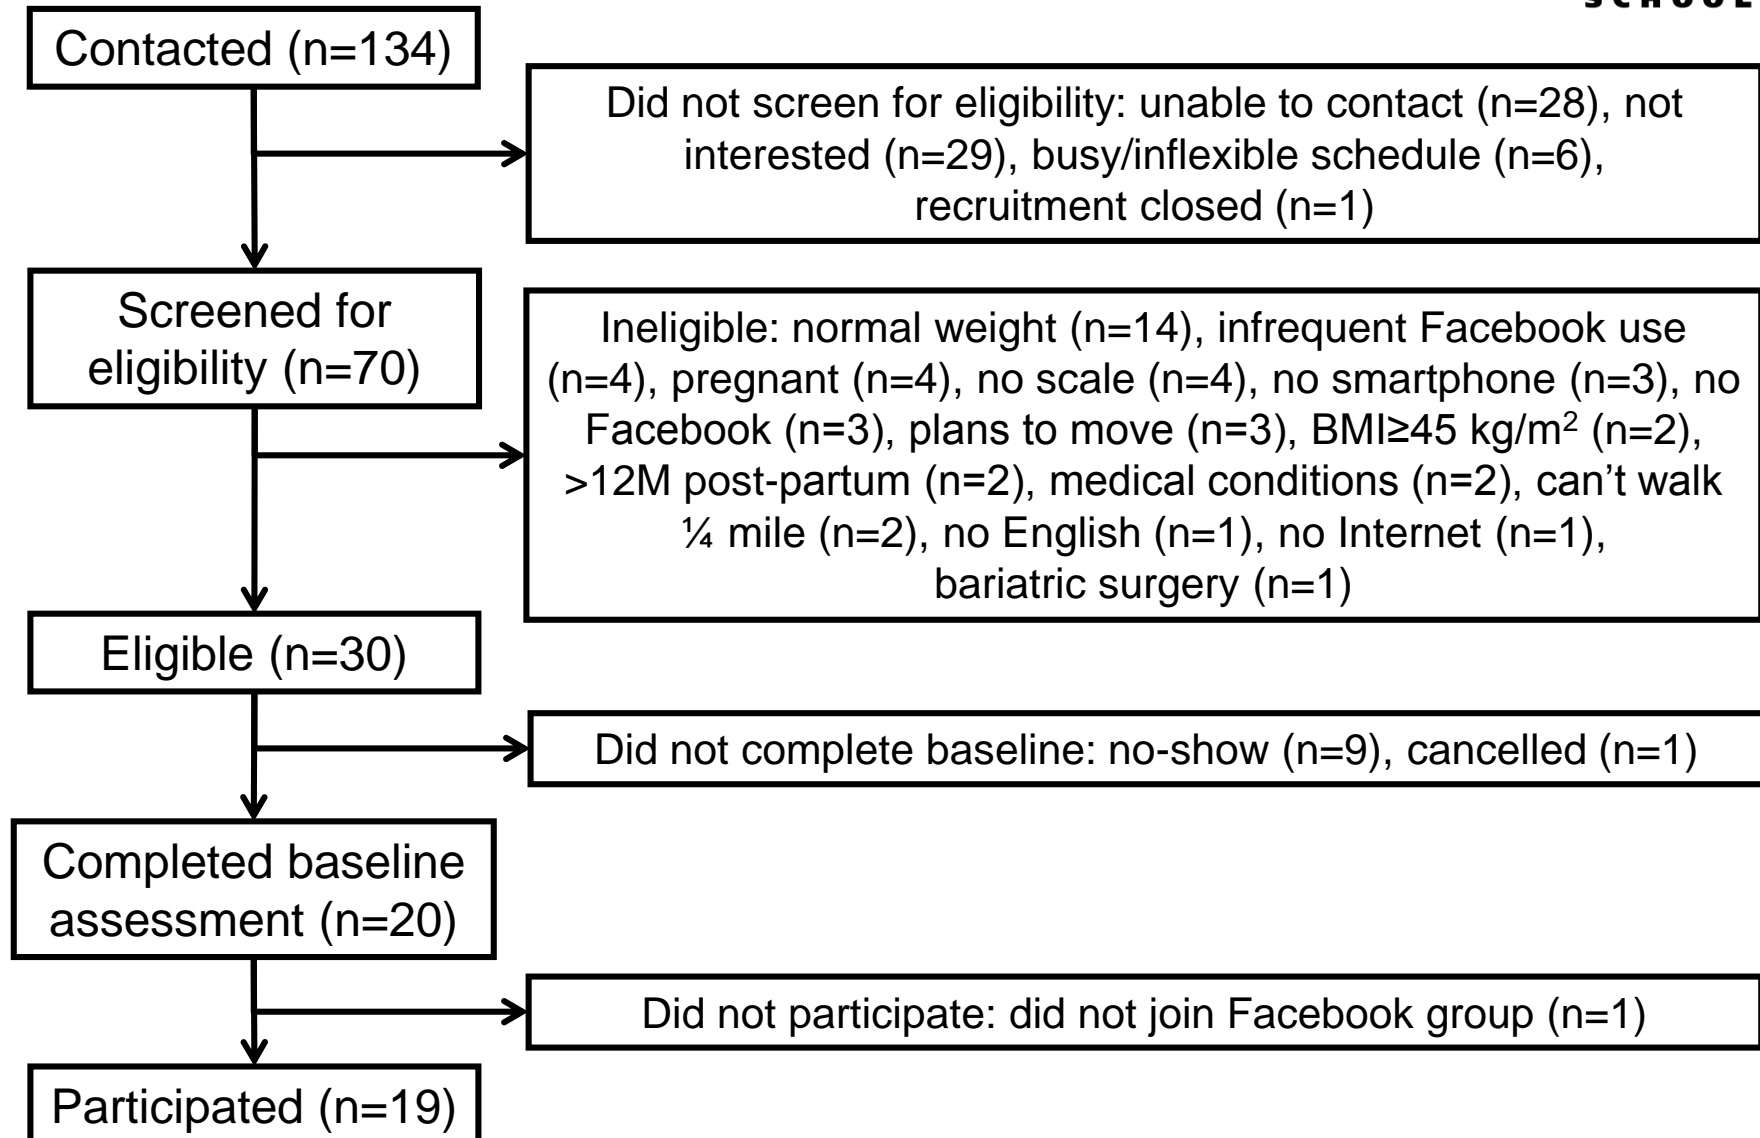 SCHOOL
Contacted (n=134)
Did not screen for eligibility: unable to contact (n=28), not
interested (n=29), busy/inflexible schedule (n=6),
recruitment closed (n=1)
Screened for
eligibility (n=70)
Ineligible: normal weight (n=14), infrequent Facebook use
(n=4), pregnant (n=4), no scale (n=4), no smartphone (n=3), no
Facebook (n=3), plans to move (n=3), BMI≥45 kg/m² (n=2),
>12M post-partum (n=2), medical conditions (n=2), can’t walk
¼ mile (n=2), no English (n=1), no Internet (n=1),
bariatric surgery (n=1)
Eligible (n=30)
Did not complete baseline: no-show (n=9), cancelled (n=1)
Completed baseline
assessment (n=20)
Did not participate: did not join Facebook group (n=1)
Participated (n=19)